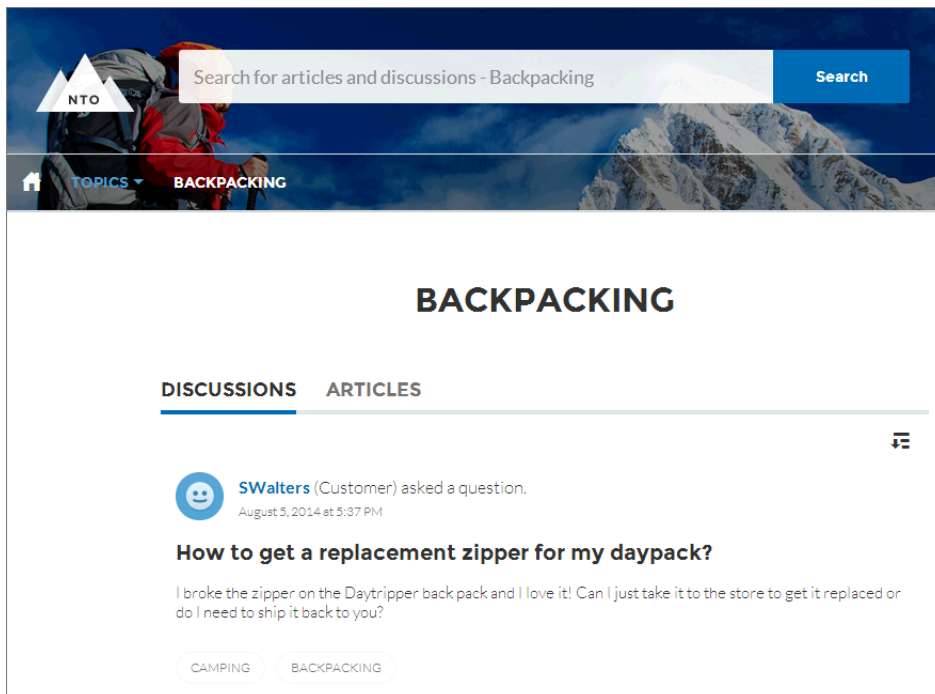 NTO
Search for articles and discussions - Backpacking
Search
TOPICS
BACKPACKING
BACKPACKING
DISCUSSIONS ARTICLES
SWalters (Customer) asked a question.
August 5, 2014 at 5:37 PM
How to get a replacement zipper for my daypack?
I broke the zipper on the Daytripper back pack and I love it! Can I just take it to the store to get it replaced or
do I need to ship it back to you?
CAMPING BACKPACKING